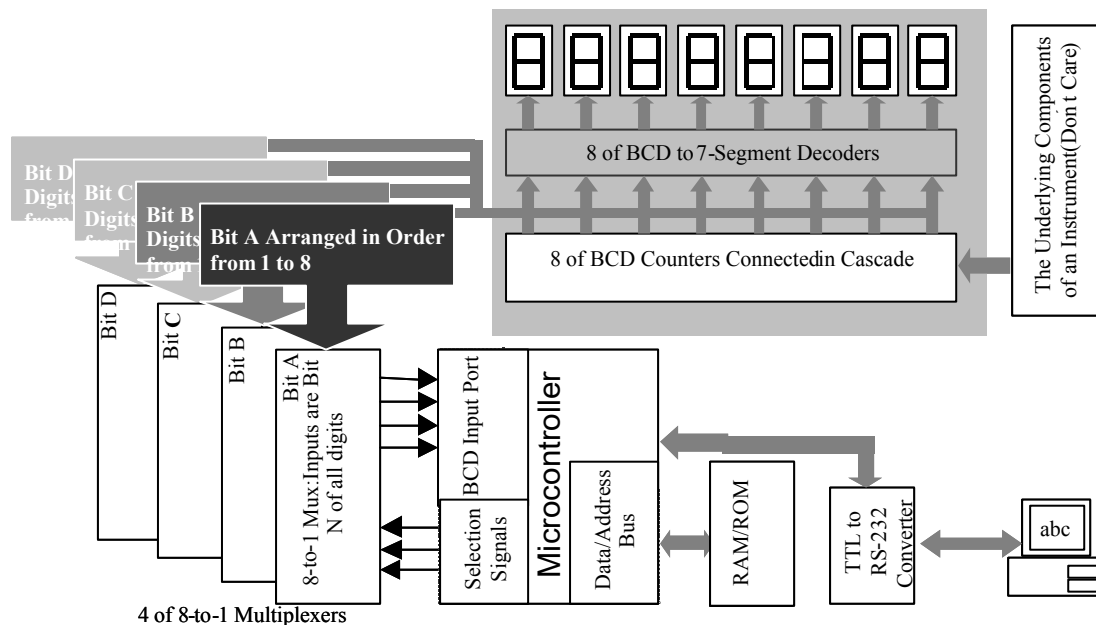 8 of BCD to 7-Segment Decoders
8 of BCD Counters Connectedin Cascade
The Underlying Components
of an Instrument(Don t Care)
Bit D
Digits
from
Bit C
Digits
from
Bit B
Digits
from
Bit A Arranged in Order
from 1 to 8
Bit D
Bit C
Bit B
Bit A
8-to-1 Mux:Inputs are Bit
N of all digits
BCD Input Port
Selection
Signals
Microcontroller
Data/Address
Bus
RAM/ROM
TTL to
RS-232
Converter
abc
4 of 8-to-1 Multiplexers